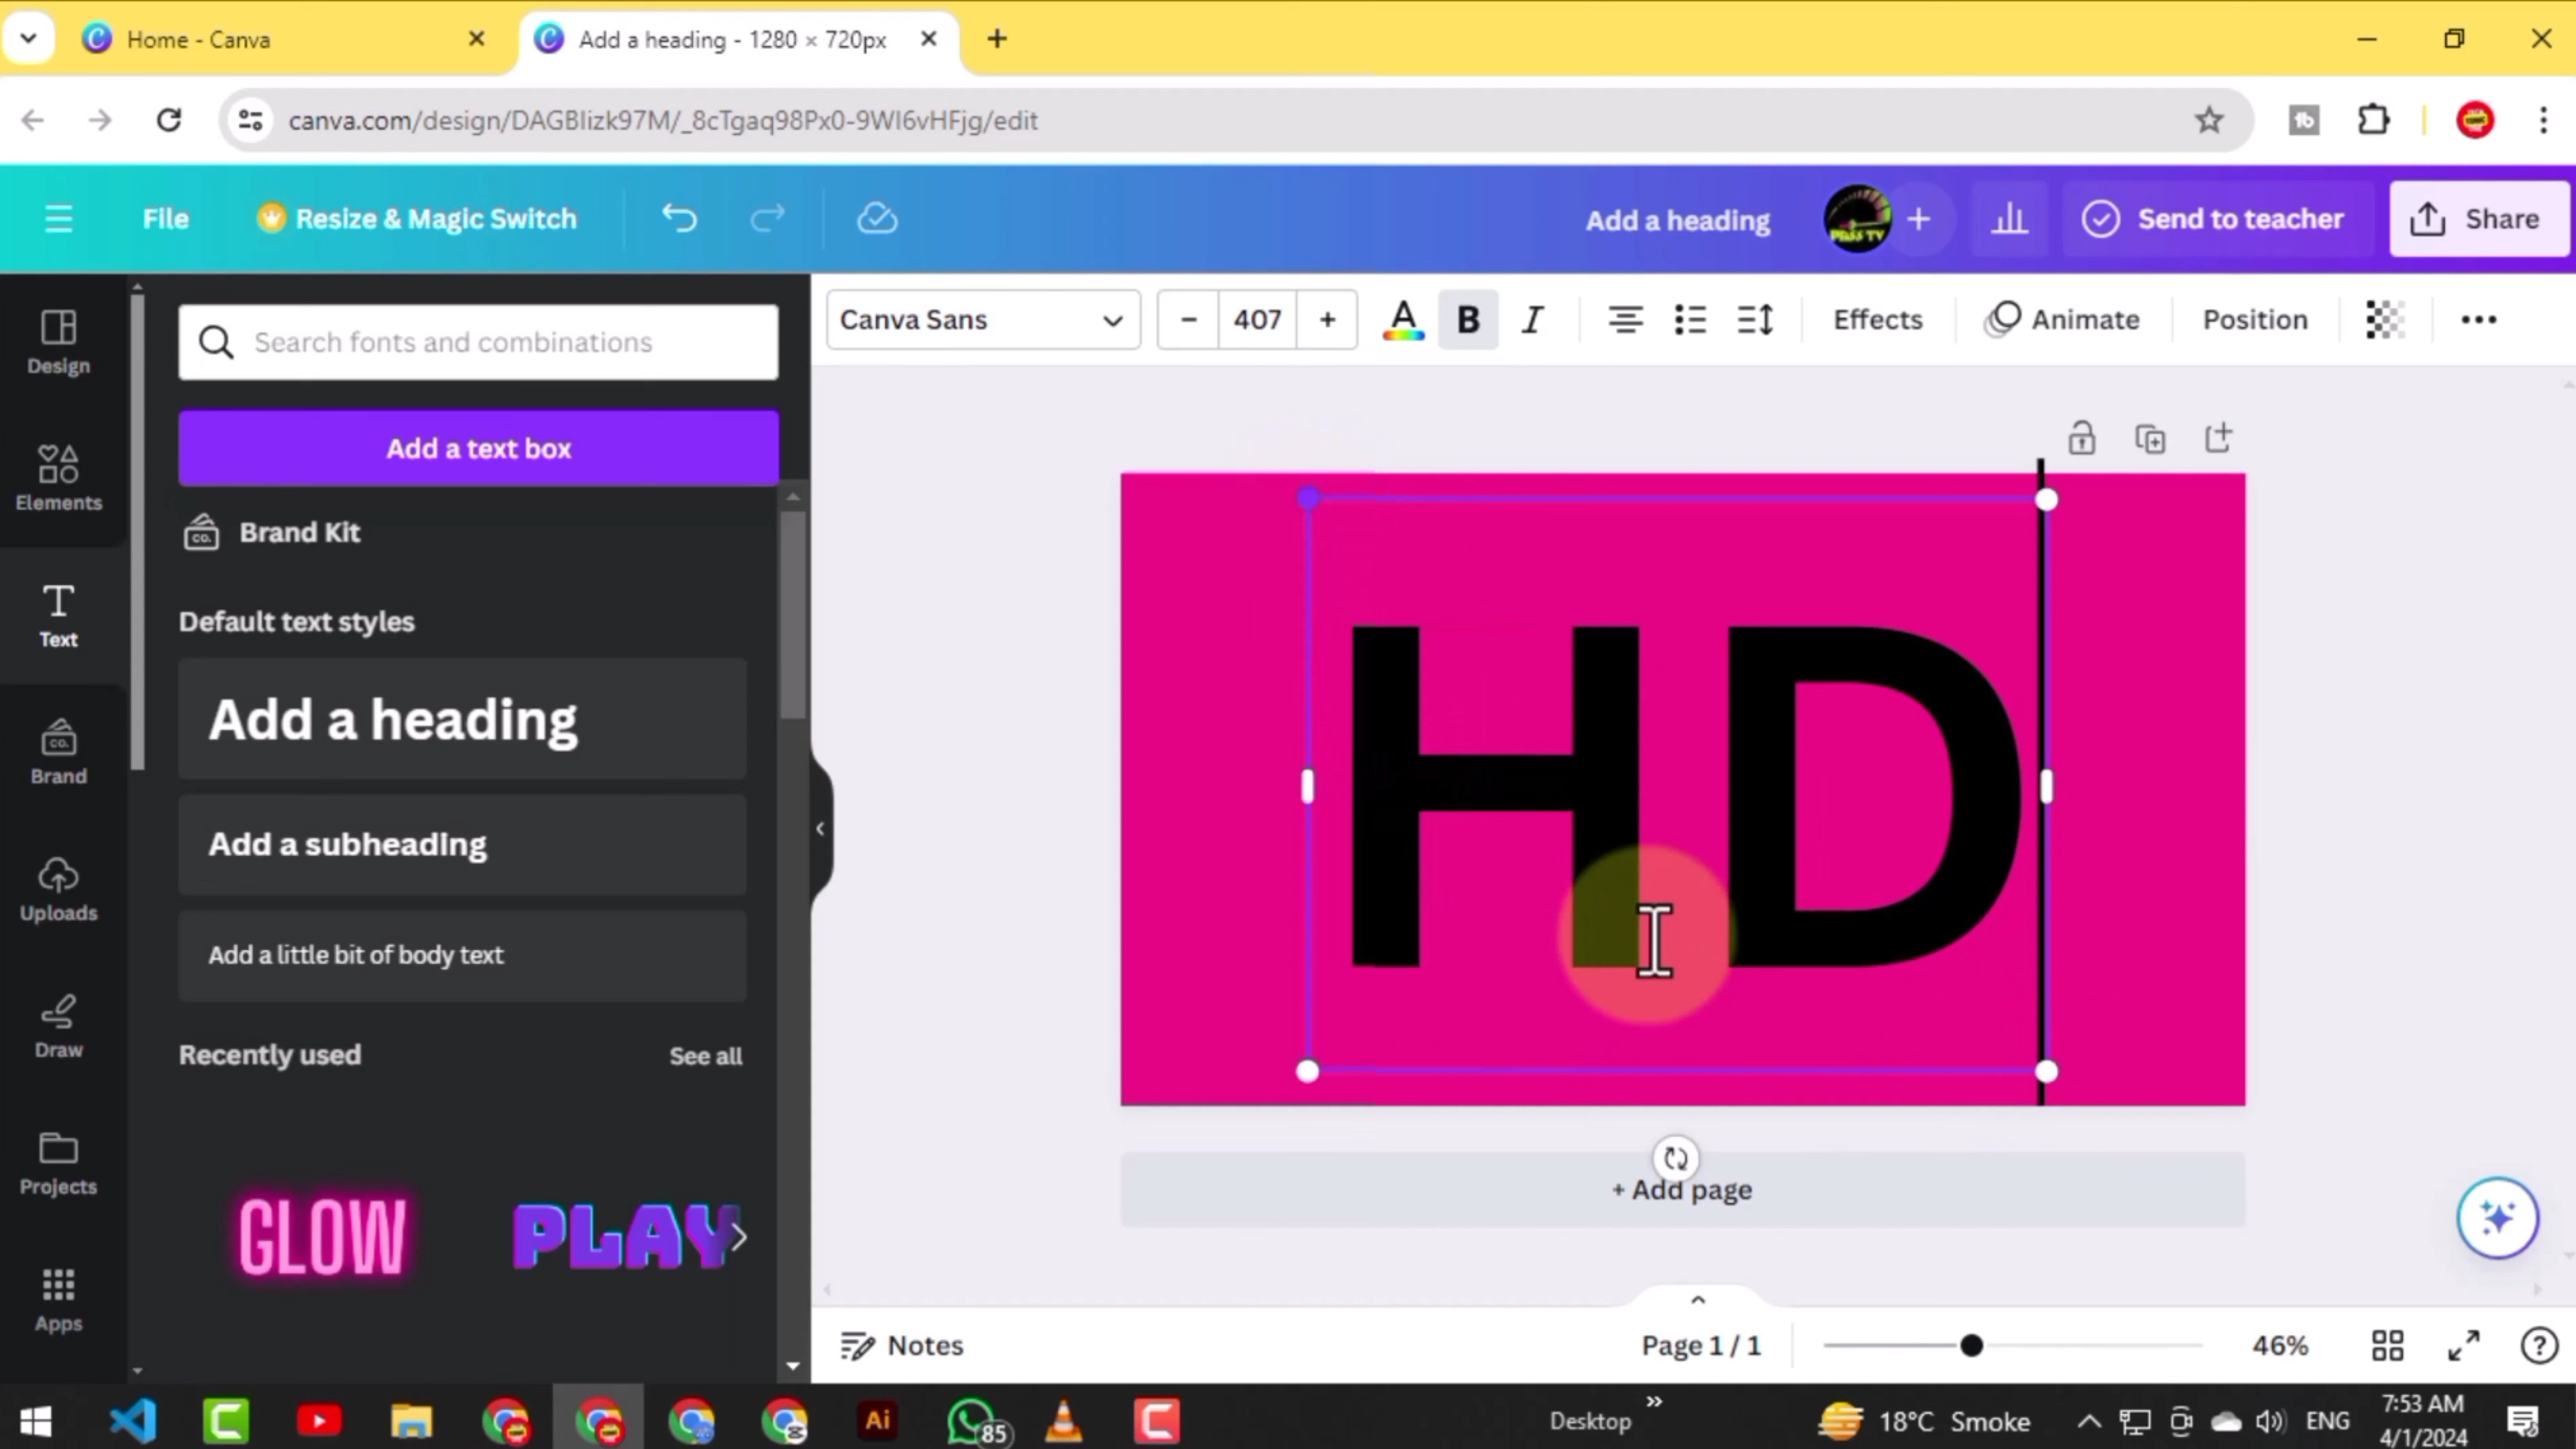 Home - Canva
Add a heading - 1280 × 720px
canva.com/design/DAGBIizk97M/_8cTgaq98Px0-9WI6vHFjg/edit
File
Resize & Magic Switch
Add a heading
Send to teacher
Share
Canva Sans
407
A
B
I
Effects
Animate
Position
Design
Elements
Text
Brand
Uploads
Draw
Projects
Apps
Search fonts and combinations
Add a text box
Brand Kit
Default text styles
Add a heading
Add a subheading
Add a little bit of body text
Recently used
See all
GLOW
PLAY
HD
+ Add page
Notes
Page 1 / 1
46%
Ai
85
Desktop
18°C Smoke
ENG
7:53 AM
4/1/2024